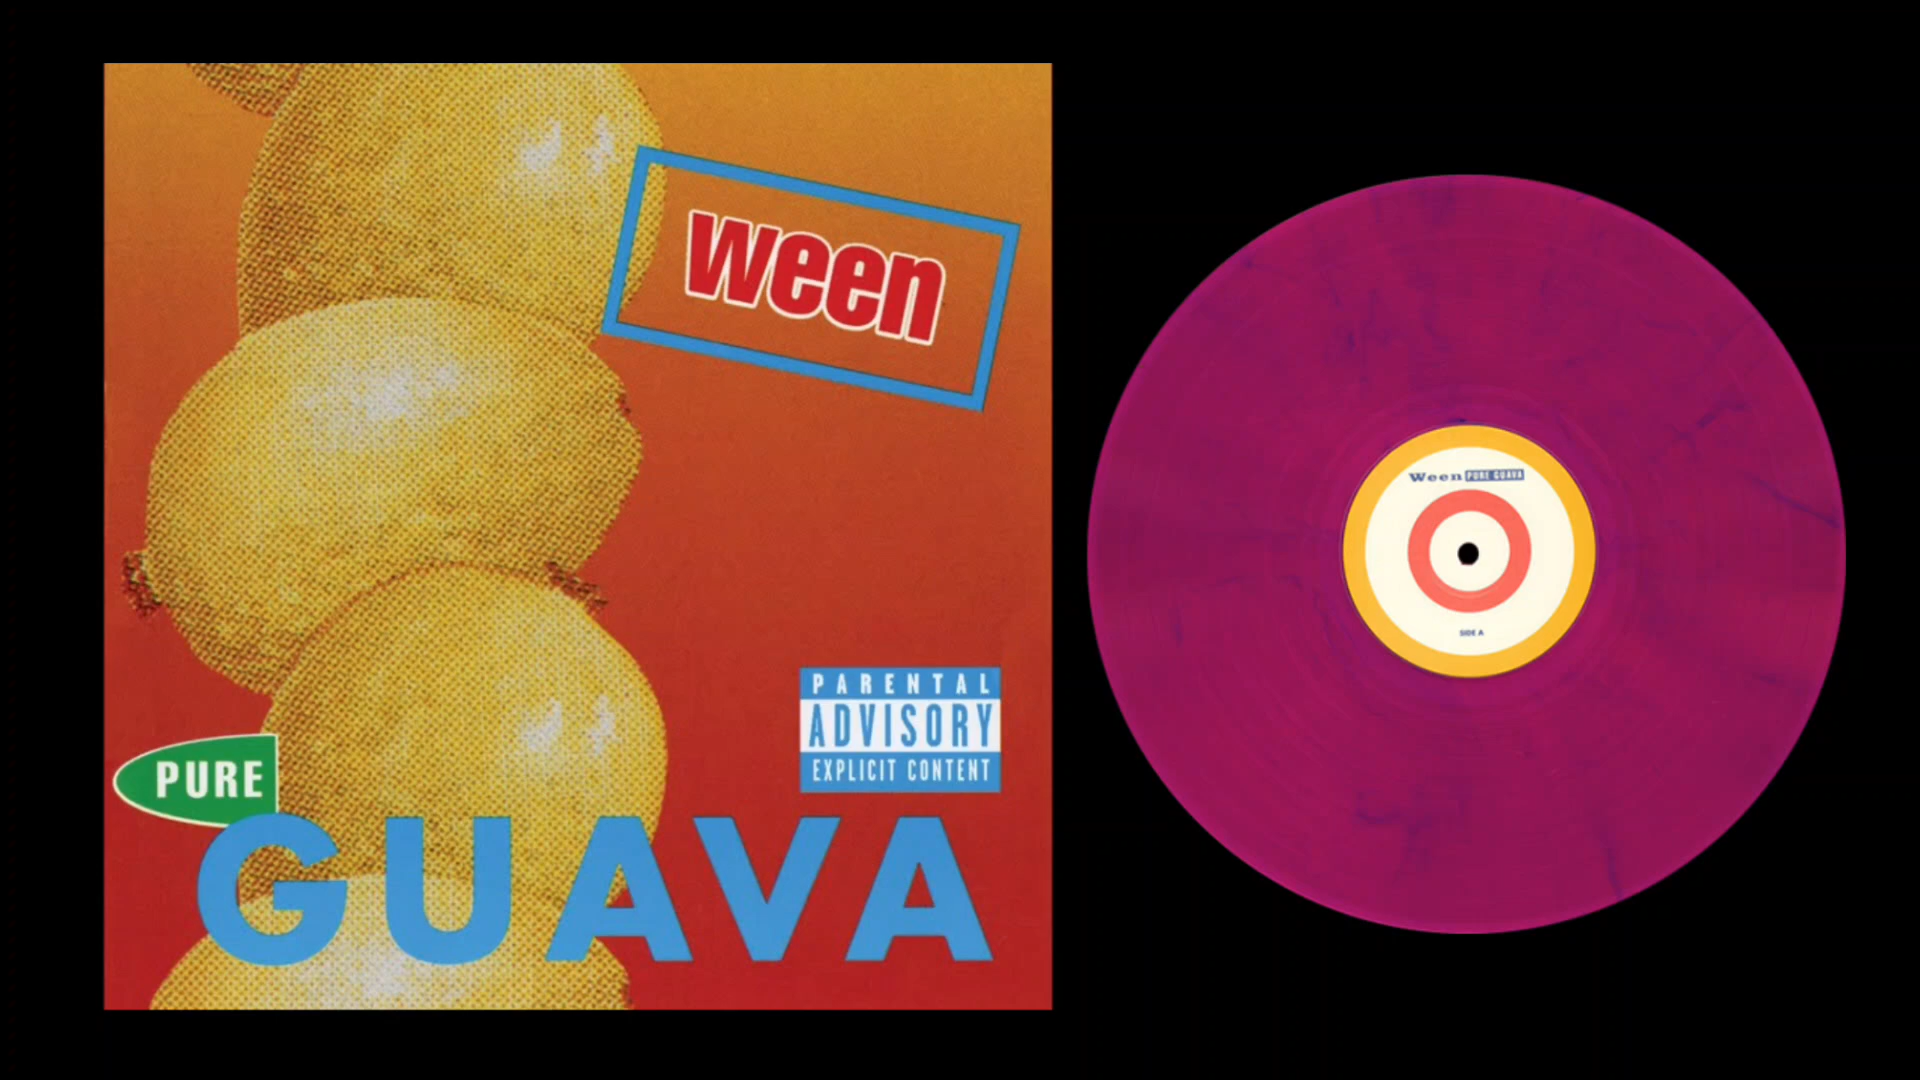 ween
PARENTAL
ADVISORY
EXPLICIT CONTENT
PURE
GUAVA
Ween PURE GUAVA
SIDE A